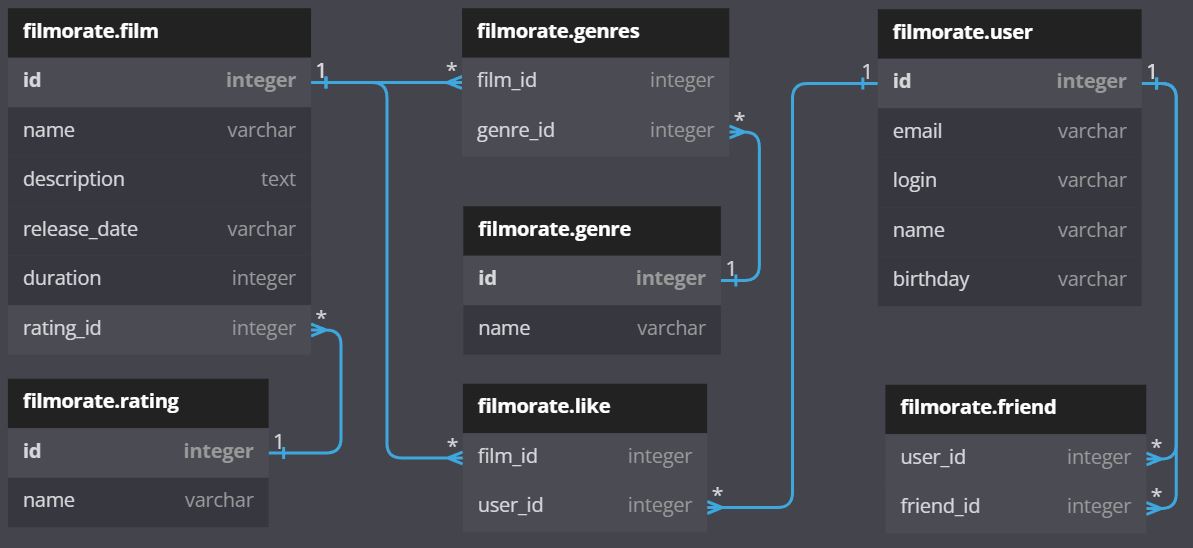 filmorate.film
id integer
name varchar
description text
release_date varchar
duration integer
rating_id integer
filmorate.rating
id integer
name varchar
filmorate.genres
film_id integer
genre_id integer
filmorate.genre
id integer
name varchar
filmorate.like
film_id integer
user_id integer
filmorate.user
id integer
email varchar
login varchar
name varchar
birthday varchar
filmorate.friend
user_id integer
friend_id integer
1
*
*
1
*
1
*
*
1
1
*
*